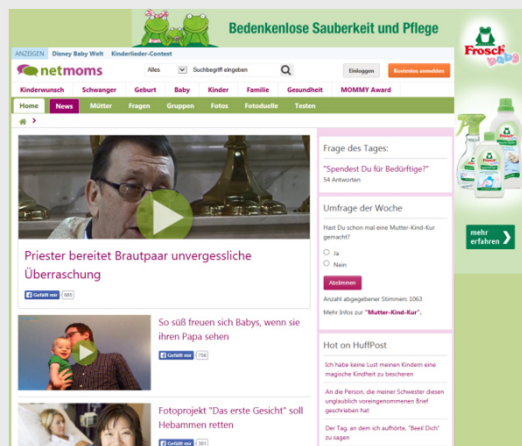 Bedenkenlose Sauberkeit und Pflege
Frosch
baby
ANZEIGEN Disney Baby Welt Kinderlieder-Contest
netmoms
Alles Suchbegriff eingeben
Einloggen Kostenlos anmelden
Kinderwunsch Schwanger Geburt Baby Kinder Familie Gesundheit MOMMY Award
Home News Mütter Fragen Gruppen Fotos Fotoduelle Testen
Priester bereitet Brautpaar unvergessliche
Überraschung
Gefällt mir
So süß freuen sich Babys, wenn sie
ihren Papa sehen
Gefällt mir
Fotoprojekt "Das erste Gesicht" soll
Hebammen retten
Gefällt mir
Frage des Tages:
"Spendest Du für Bedürftige?"
54 Antworten
Umfrage der Woche
Hast Du schon mal eine Mutter-Kind-Kur
gemacht?
Ja
Nein
Abstimmen
Anzahl abgegebener Stimmen: 1063
Mehr Infos zur "Mutter-Kind-Kur".
Hot on HuffPost
Ich habe keine Lust meinen Kindern eine
magische Kindheit zu bescheren
An die Person, die meiner Schwester diesen
unglaublich voreingenommenen Brief
geschrieben hat
Der Tag, an dem ich aufhörte, "Beeil Dich"
zu sagen
mehr
erfahren